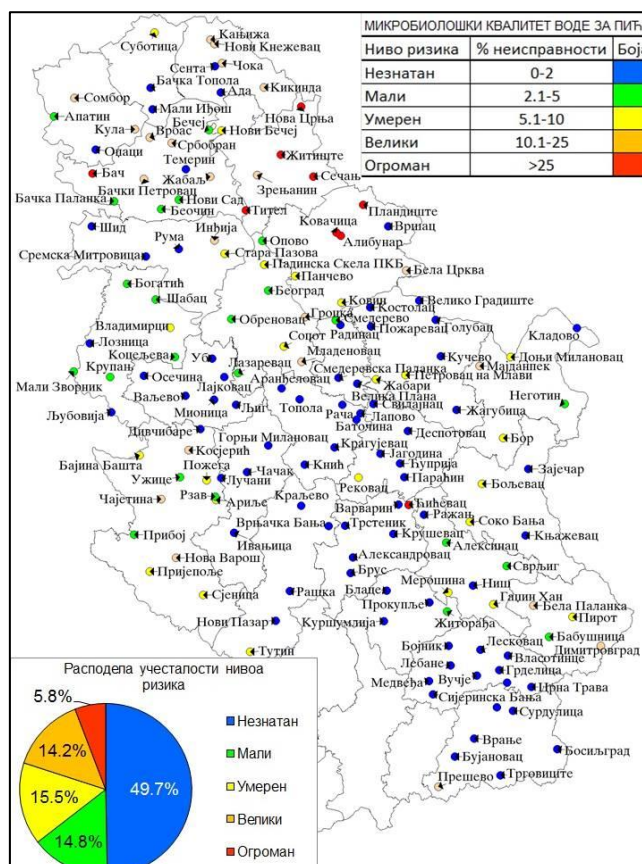 МИКРОБИОЛОШКИ КВАЛИТЕТ ВОДЕ ЗА ПИЋ
Ниво ризика % неисправности Боја
Незнатан 0-2
Мали 2.1-5
Умерен 5.1-10
Велики 10.1-25
Огроман >25
Суботица
Кањижа
Нови Кнежевац
Сента
Чока
Бачка Топола
Ада
Кикинда
Сомбор
Мали Иђош
Апатин
Бечеј
Нова Црња
Кула
Врбас
Нови Бечеј
Србобран
Оџаци
Темерин
Житиште
Бач
Жабаљ
Сечањ
Бачки Петровац
Зрењанин
Бачка Паланка
Нови Сад
Беочин
Тител
Пландиште
Ковачица
Шид
Инђија
Опово
Алибунар
Вршац
Рума
Стара Пазова
Сремска Митровица
Падинска Скела ПКБ
Панчево
Бела Црква
Богатић
Београд
Шабац
Ковин
Велико Градиште
Гроцка
Костолац
Обреновац
Смедерево
Владимирци
Радинац
Пожаревац
Голубац
Кладово
Лозница
Сопот
Коцељева
Уб
Младеновац
Кучево
Доњи Милановац
Крупањ
Лазаревац
Смедеревска Паланка
Мајданпек
Мали Зворник
Осечина
Аранђеловац
Петровац на Млави
Лајковац
Жабари
Неготин
Ваљево
Велика Плана
Мионица
Топола
Свилајнац
Љубовија
Љиг
Рача
Лапово
Жагубица
Дивчибаре
Баточина
Горњи Милановац
Деспотовац
Косјерић
Крагујевац
Бор
Бајина Башта
Јагодина
Пожега
Чачак
Кнић
Ћуприја
Зајечар
Ужице
Лучани
Параћин
Рековац
Бољевац
Чајетина
Рзав
Ариље
Краљево
Варварин
Ћићевац
Ражањ
Врњачка Бања
Трстеник
Соко Бања
Прибој
Ивањица
Крушевац
Књажевац
Алексинац
Нова Варош
Александровац
Сврљиг
Пријепоље
Брус
Мерошина
Ниш
Сјеница
Рашка
Блаце
Гаџин Хан
Прокупље
Бела Паланка
Нови Пазар
Куршумлија
Житорађа
Пирот
Бабушница
Тутин
Бојник
Лесковац
Димитровград
Лебане
Власотинце
Вучје
Грделица
Медвеђа
Црна Трава
Сијеринска Бања
Сурдулица
Врање
Босиљград
Бујановац
Прешево
Трговиште
Расподела учесталости нивоа
ризика
5.8%
14.2%
49.7%
15.5%
14.8%
Незнатан
Мали
Умерен
Велики
Огроман